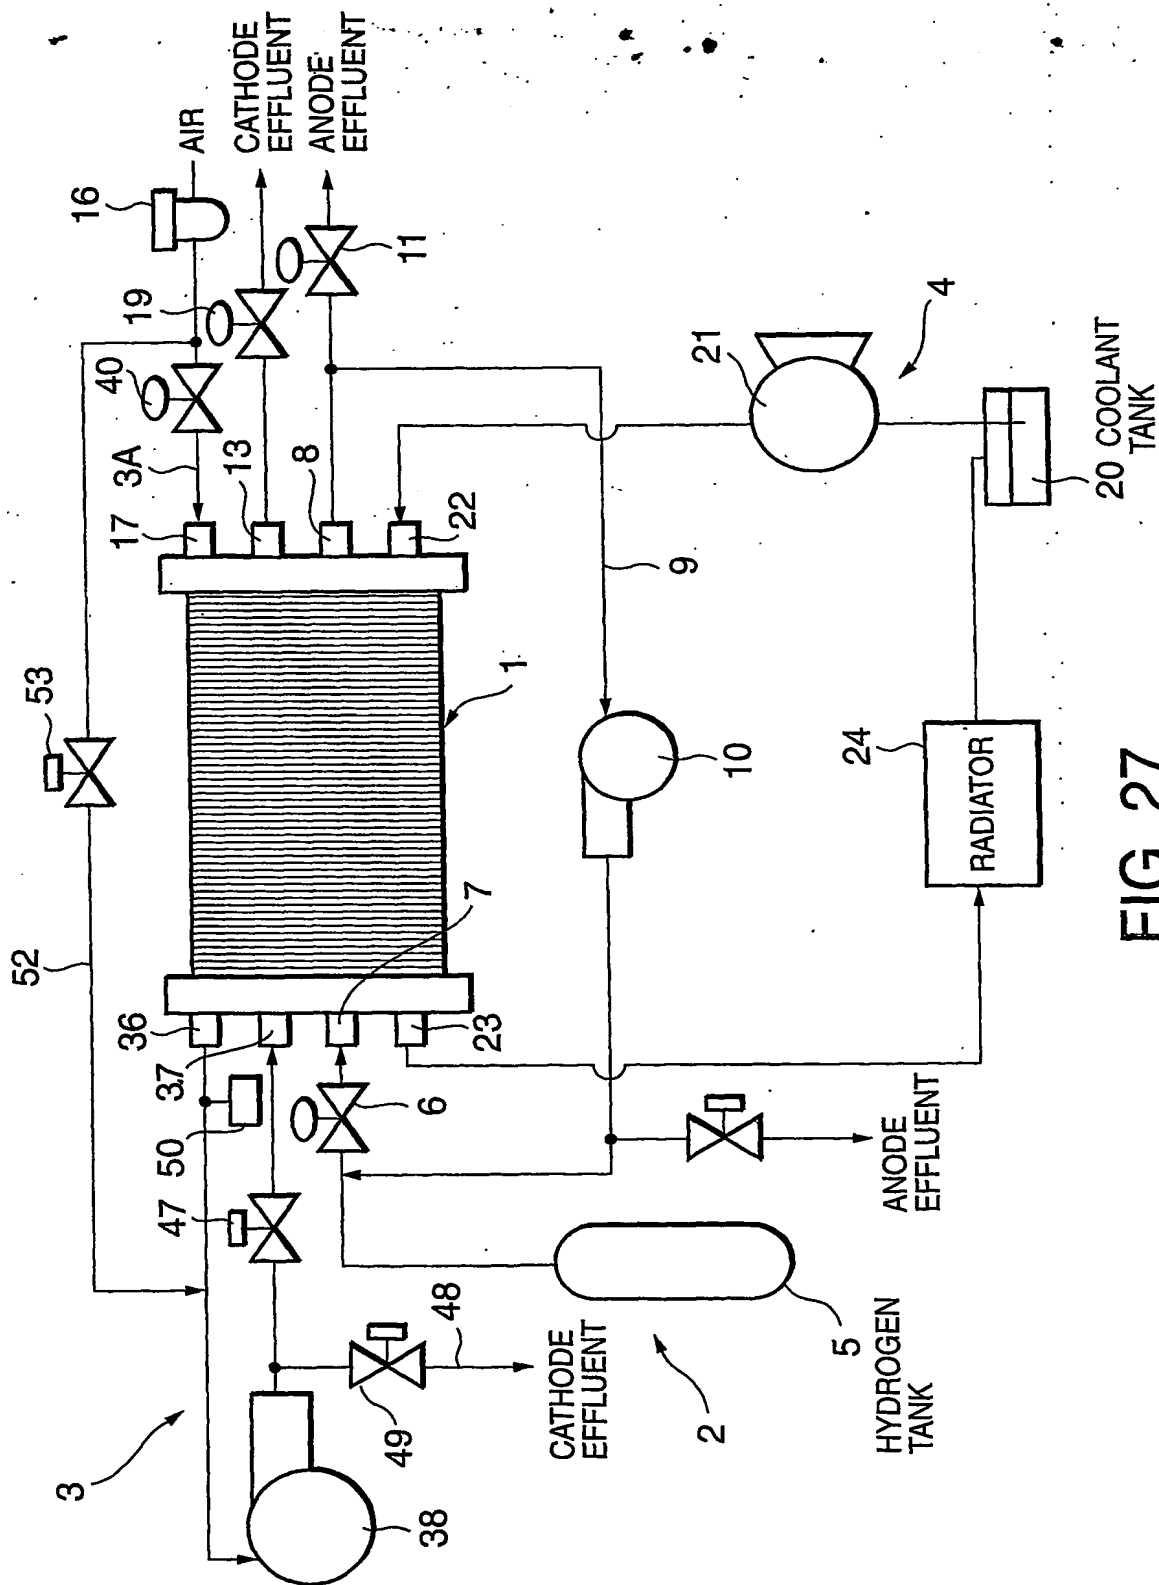 52
53
3
16
36
17
3A
40
19
AIR
47
50
37
13
CATHODE
EFFLUENT
8
ANODE
EFFLUENT
49
38
6
7
23
22
11
48
1
CATHODE
EFFLUENT
9
2
21
10
5
24
4
HYDROGEN
TANK
ANODE
EFFLUENT
RADIATOR
20 COOLANT
TANK
FIG. 27